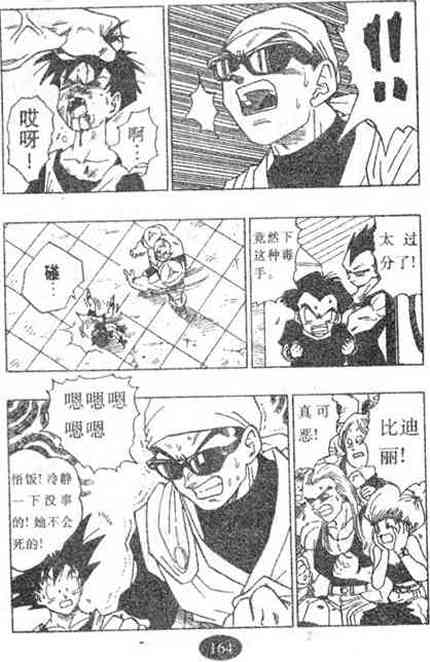 !!
啊……
哎
呀
!
太过
分了!
竟然下
这种毒
手。
碰…
比迪
丽!
真可
恶!
嗯嗯嗯
嗯嗯
悟饭!冷静
一下没事
的!她不会
死的!
164